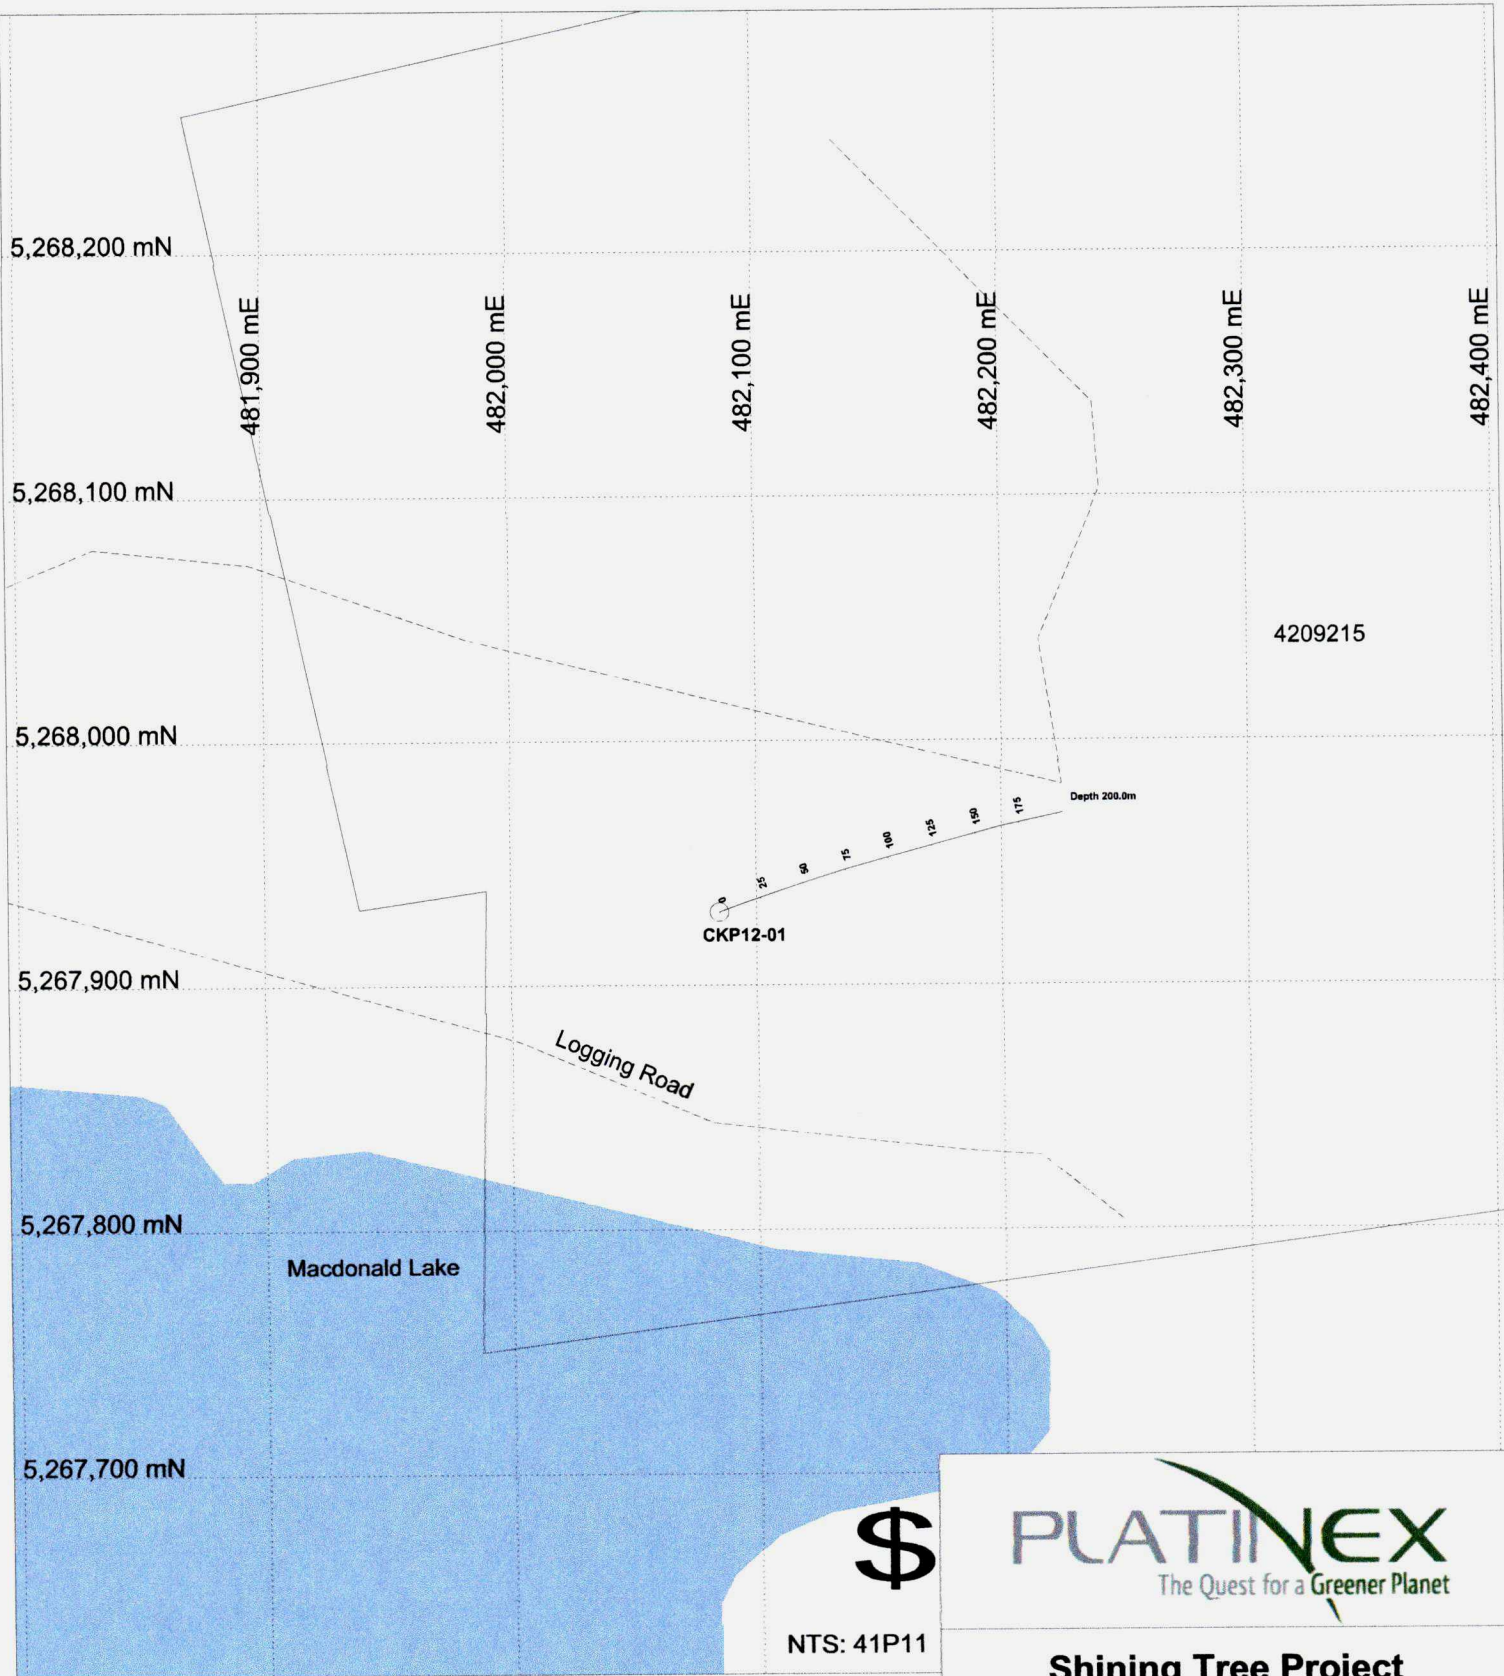 5,268,200 mN
481,900 mE
482,000 mE
482,100 mE
482,200 mE
482,300 mE
482,400 mE
5,268,100 mN
4209215
5,268,000 mN
Depth 200.0m
0 25 50 75 100 125 150 175
CKP12-01
5,267,900 mN
Logging Road
5,267,800 mN
Macdonald Lake
5,267,700 mN
$
PLATINEX
The Quest for a Greener Planet
NTS: 41P11
Shining Tree Project